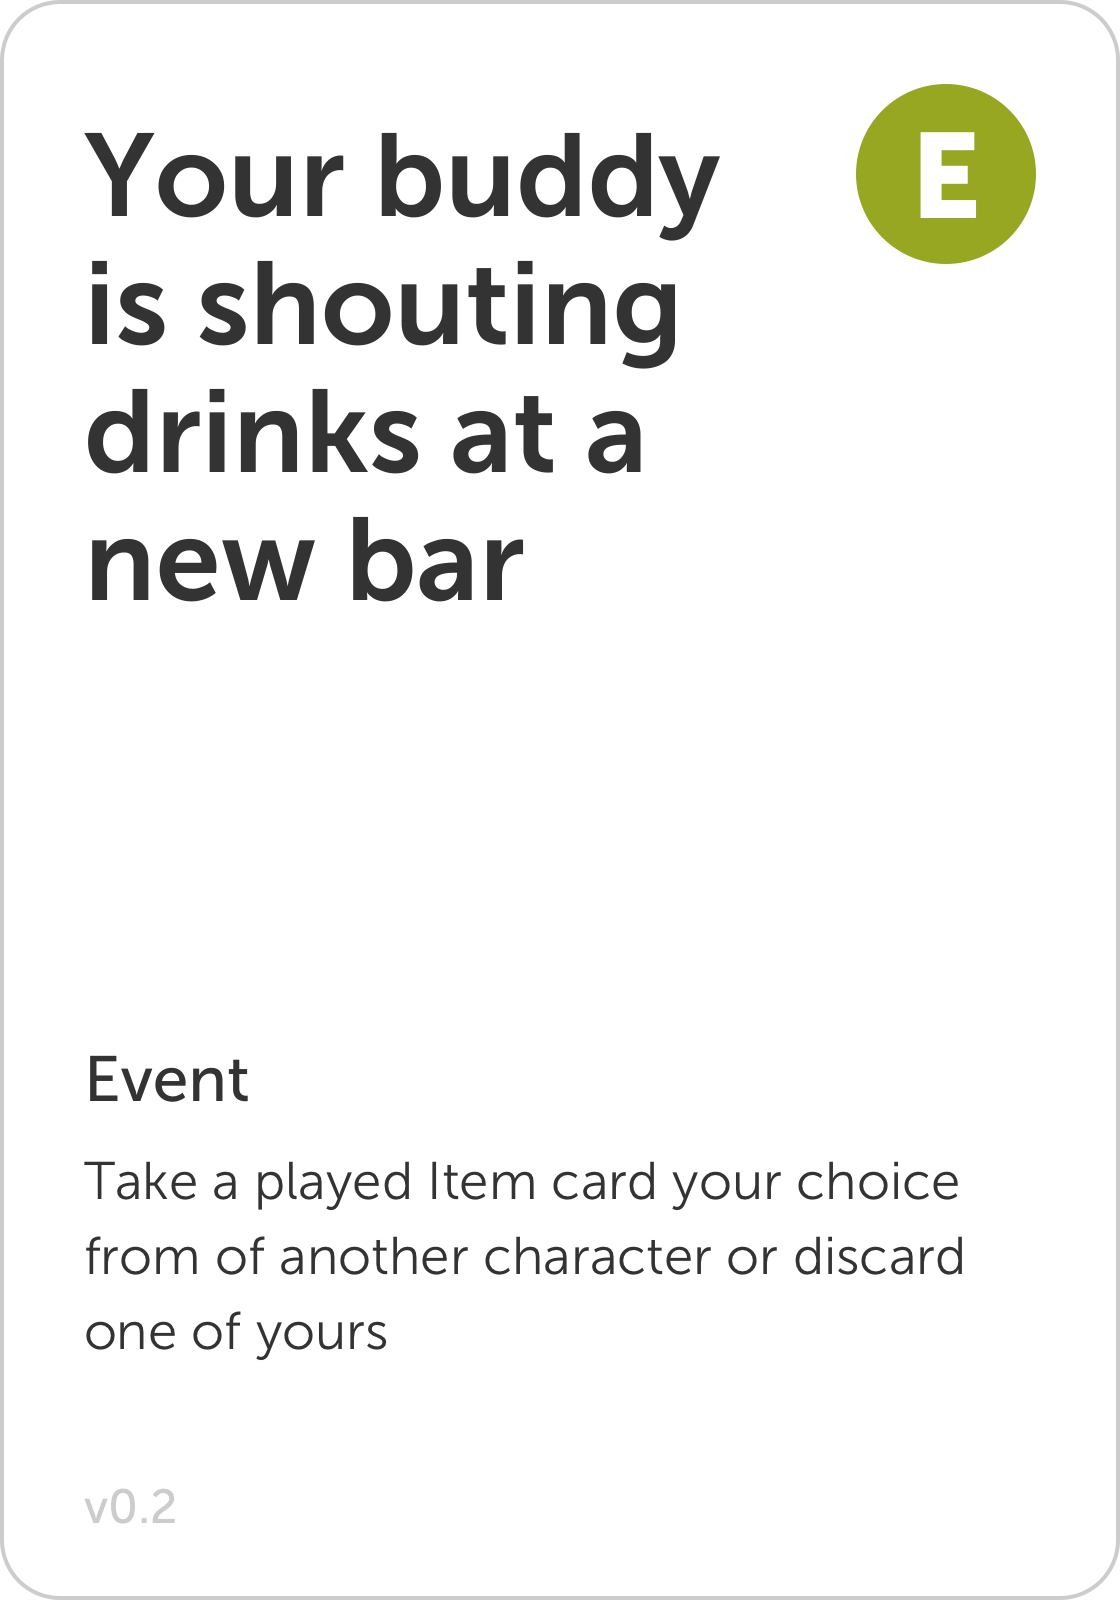 Your buddy
is shouting
drinks at a
new bar
E
Event
Take a played Item card your choice
from of another character or discard
one of yours
v0.2